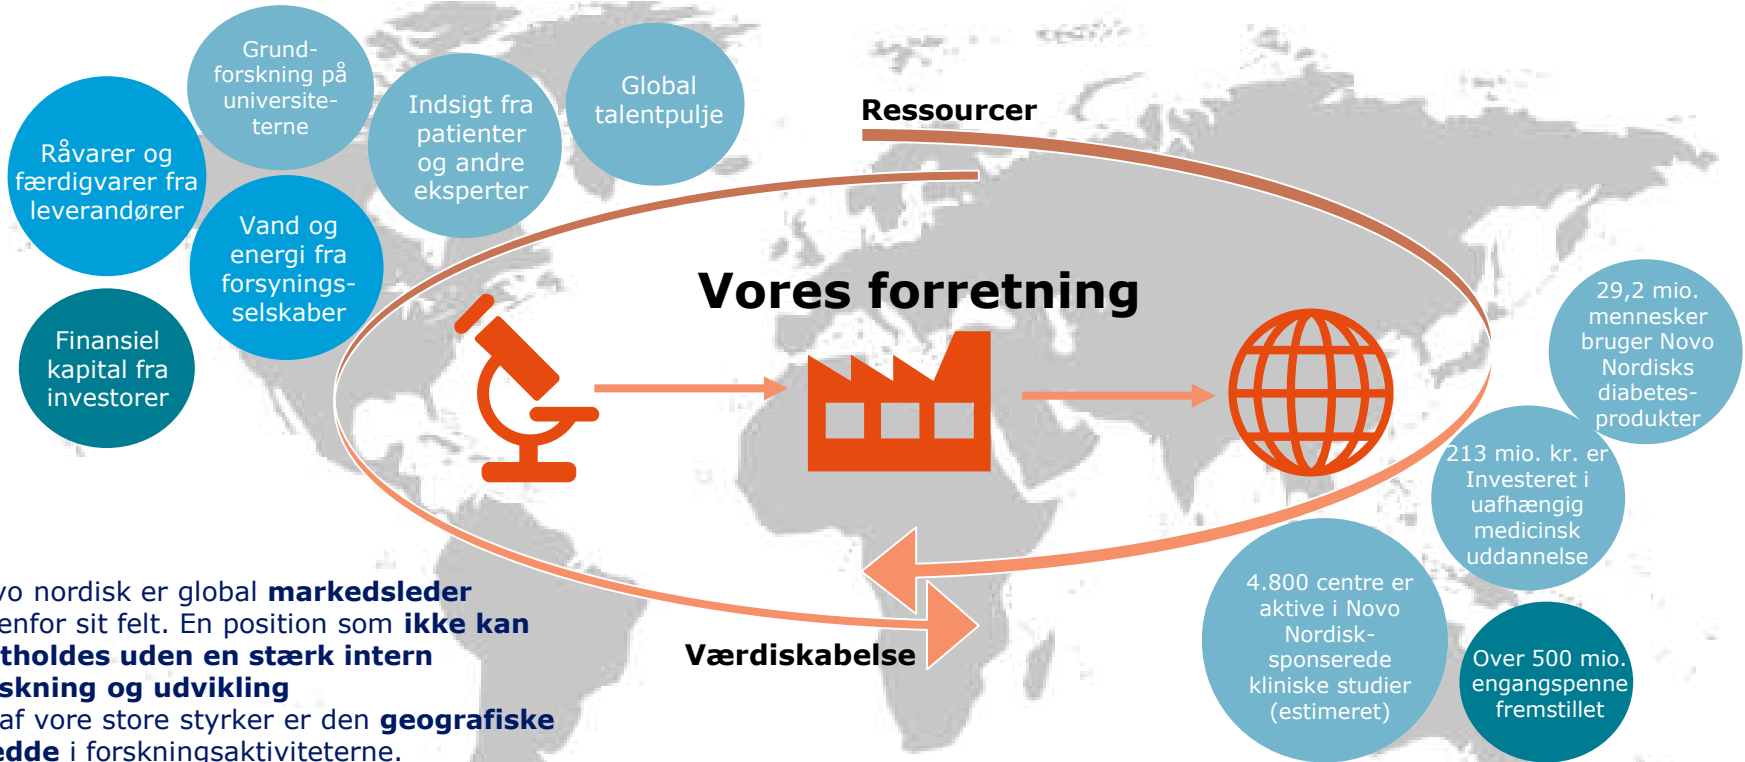 Grund-
forskning på
universite-
terne
Råvarer og
færdigvarer fra
leverandører
Indsigt fra
patienter
og andre
eksperter
Global
talentpulje
Vand og
energi fra
forsynings-
selskaber
Finansiel
kapital fra
investorer
Ressourcer
Vores forretning
29,2 mio.
mennesker
bruger Novo
Nordisks
diabetes-
produkter
213 mio. kr. er
Investeret i
uafhængig
medicinsk
uddannelse
4.800 centre er
aktive i Novo
Nordisk-
sponserede
kliniske studier
(estimeret)
Over 500 mio.
engangspenne
fremstillet
Værdiskabelse
vo nordisk er global markedsleder
enfor sit felt. En position som ikke kan
tholdes uden en stærk intern
skning og udvikling
af vore store styrker er den geografiske
edde i forskningsaktiviteterne.